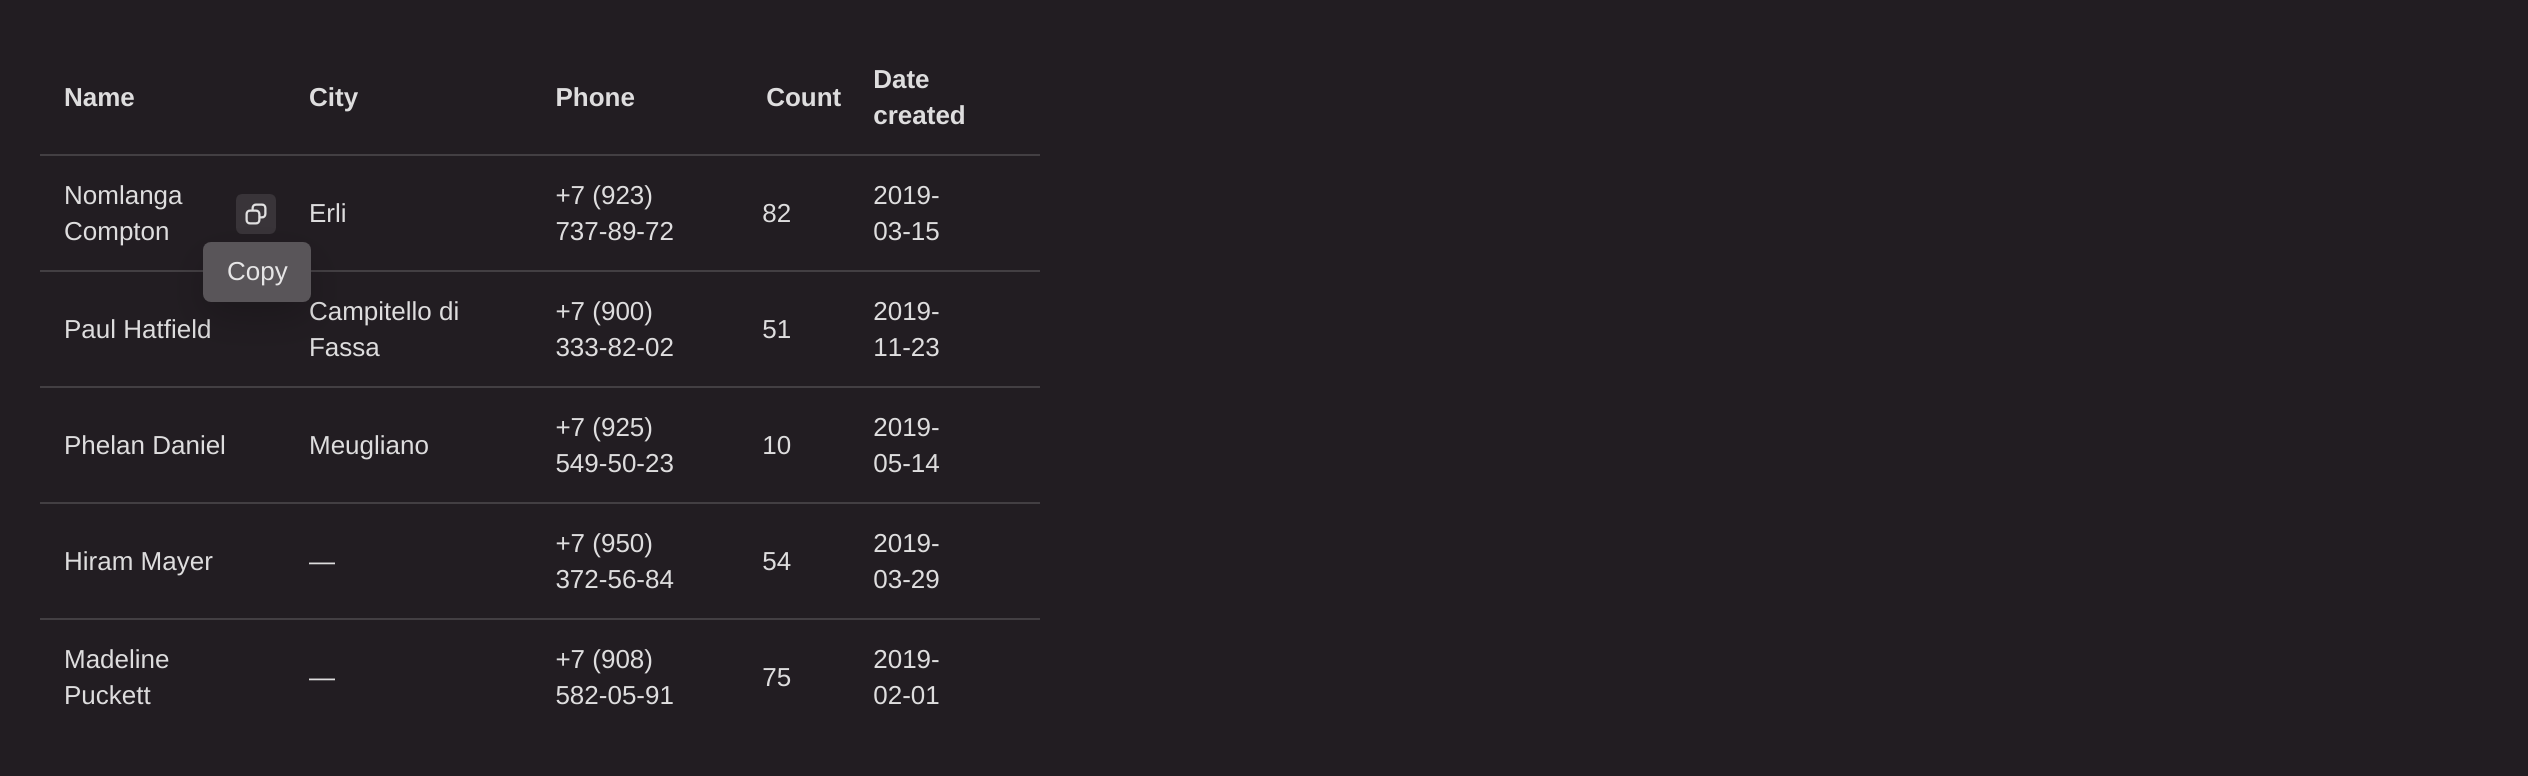 Name City Phone Count Date
created
Nomlanga
Compton
Erli
+7 (923)
737-89-72
82
2019-
03-15
Copy
Paul Hatfield
Campitello di
Fassa
+7 (900)
333-82-02
51
2019-
11-23
Phelan Daniel
Meugliano
+7 (925)
549-50-23
10
2019-
05-14
Hiram Mayer
—
+7 (950)
372-56-84
54
2019-
03-29
Madeline
Puckett
—
+7 (908)
582-05-91
75
2019-
02-01